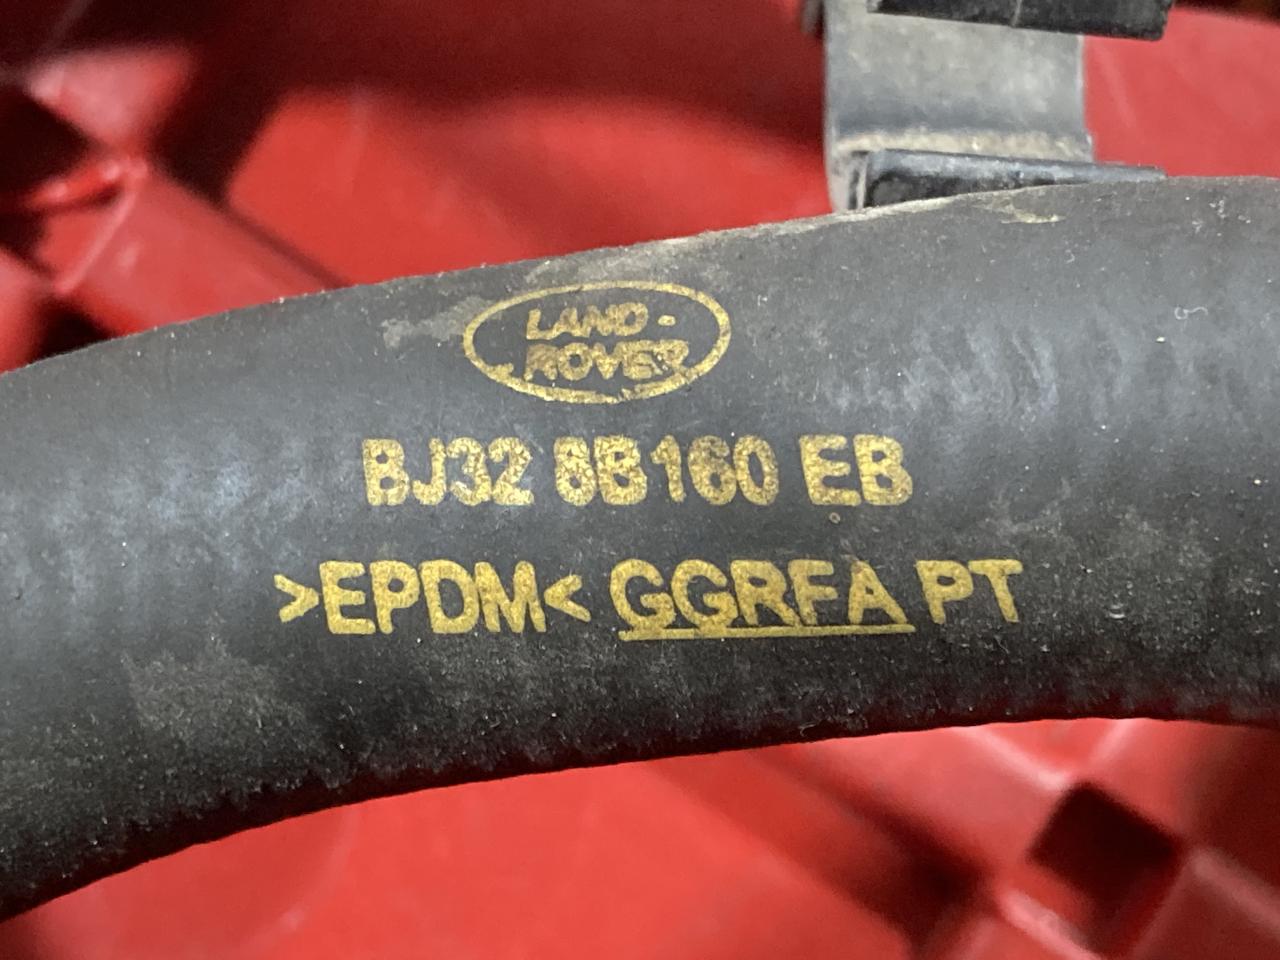 LAND-
ROVER
BJ32 8B160 EB
>EPDM< GGRFA PT